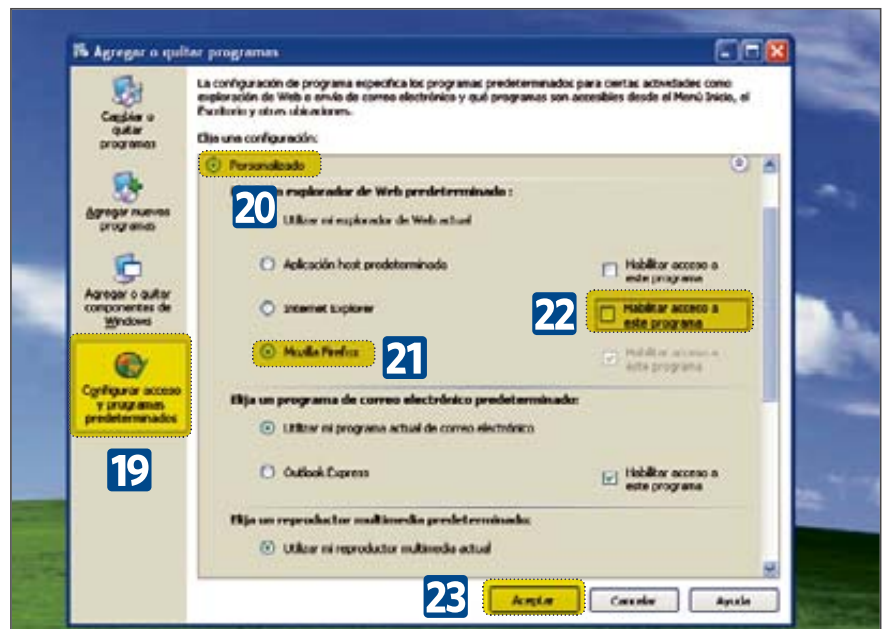 Agregar o quitar programas
La configuración de programa especifica los programas predeterminados para ciertas actividades como
exploración de Web o envío de correo electrónico y qué programas son accesibles desde el Menú Inicio, el
Escritorio y otras ubicaciones.
Cambiar o
quitar
programas
Elija una configuración:
Personalizado
20
explorador de Web predeterminado :
Utilizar mi explorador de Web actual
Agregar nuevos
programas
Aplicación host predeterminada
Habilitar acceso a
este programa
Agregar o quitar
componentes de
Windows
Internet Explorer
22
Habilitar acceso a
este programa
Mozilla Firefox
21
Habilitar acceso a
este programa
Configurar acceso
y programas
predeterminados
19
Elija un programa de correo electrónico predeterminado:
Utilizar mi programa actual de correo electrónico
Outlook Express
Habilitar acceso a
este programa
Elija un reproductor multimedia predeterminado:
Utilizar mi reproductor multimedia actual
23
Aceptar
Cancelar
Ayuda